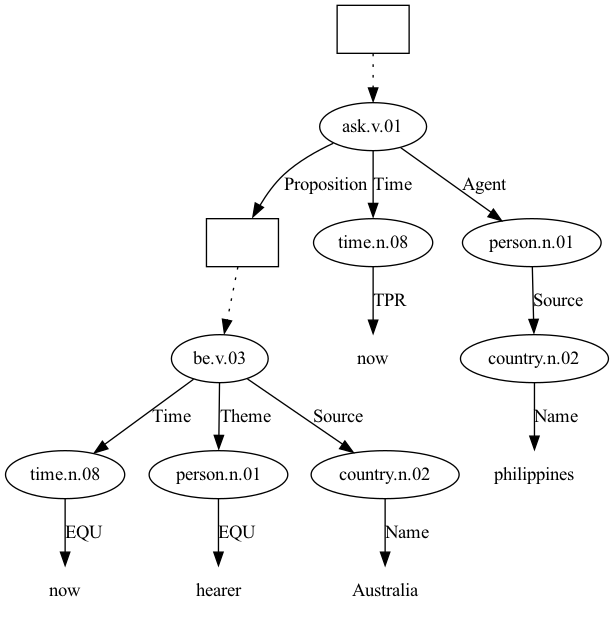 ask.v.01
Proposition Time Agent
time.n.08 person.n.01
TPR Source
be.v.03 now country.n.02
Time Theme Source Name
time.n.08 person.n.01 country.n.02 philippines
EQU EQU Name
now hearer Australia